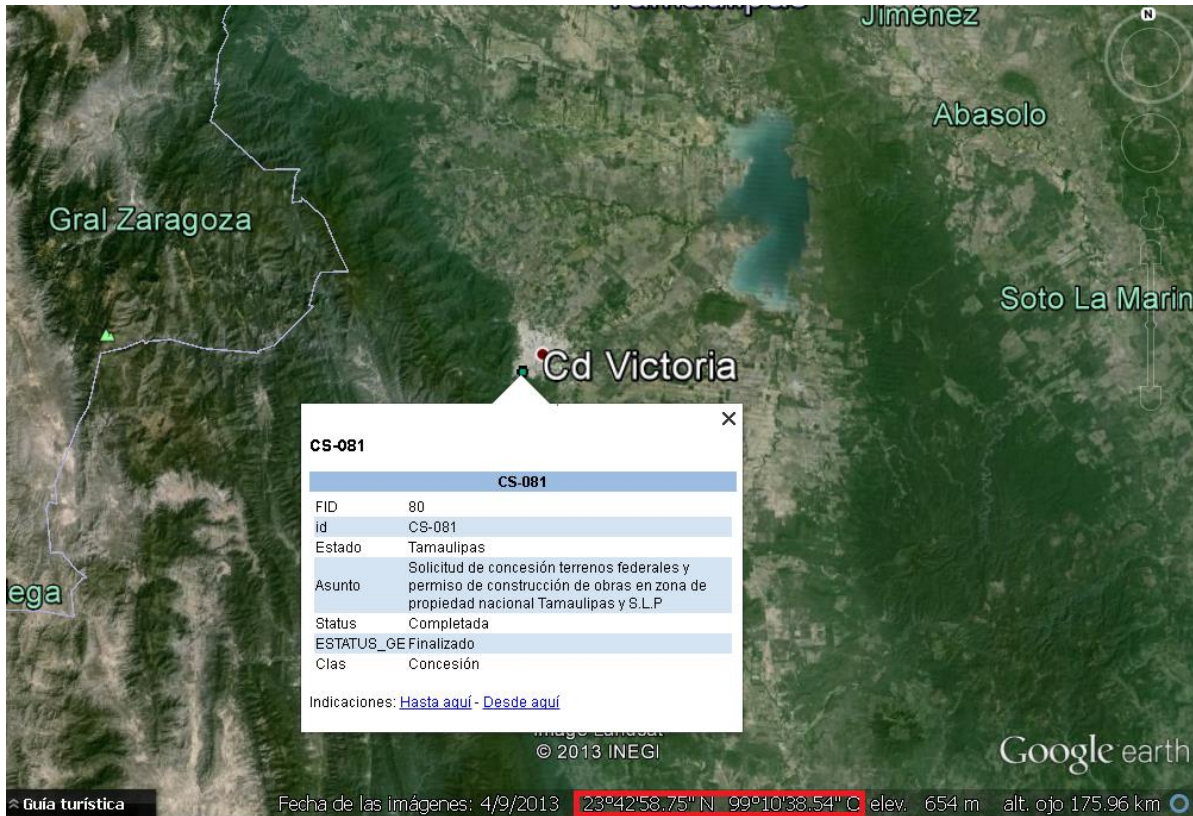 Jiménez
N
Abasolo
Gral Zaragoza
Soto La Marin
Cd Victoria
CS-081
CS-081
FID 80
id CS-081
Estado Tamaulipas
Asunto Solicitud de concesión terrenos federales y
permiso de construcción de obras en zona de
propiedad nacional Tamaulipas y S.L.P
Status Completada
ESTATUS_GE Finalizado
Clas Concesión
ega
Indicaciones: Hasta aquí - Desde aquí
Image Landsat
© 2013 INEGI
Google earth
Guía turística
Fecha de las imágenes: 4/9/2013 23°42'58.75" N 99°10'38.54" O elev. 654 m alt. ojo 175.96 km